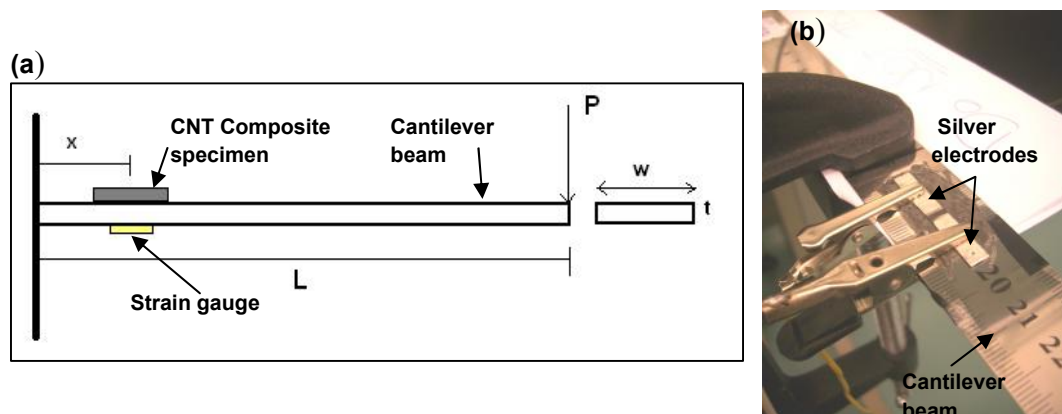 (a)
x
CNT Composite
specimen
Cantilever
beam
P
w
t
L
Strain gauge
(b)
Silver
electrodes
20
21
22
Cantilever
beam